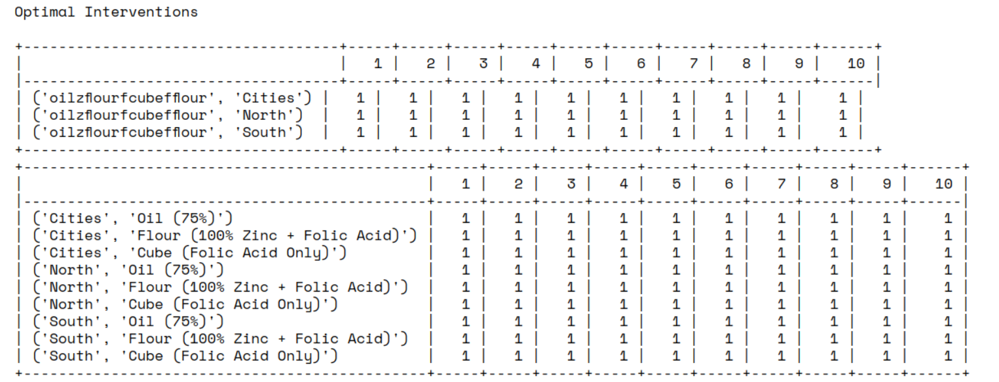 Optimal Interventions
+------------------------------------+-----+-----+-----+-----+-----+-----+-----+-----+-----+------+
|                                    |   1 |   2 |   3 |   4 |   5 |   6 |   7 |   8 |   9 |   10 |
|------------------------------------+-----+-----+-----+-----+-----+-----+-----+-----+-----+------|
| ('oilzflourfcubefflour', 'Cities') |   1 |   1 |   1 |   1 |   1 |   1 |   1 |   1 |   1 |    1 |
| ('oilzflourfcubefflour', 'North')  |   1 |   1 |   1 |   1 |   1 |   1 |   1 |   1 |   1 |    1 |
| ('oilzflourfcubefflour', 'South')  |   1 |   1 |   1 |   1 |   1 |   1 |   1 |   1 |   1 |    1 |
+------------------------------------+-----+-----+-----+-----+-----+-----+-----+-----+-----+------+
+----------------------------------------------+-----+-----+-----+-----+-----+-----+-----+-----+-----+------+
|                                              |   1 |   2 |   3 |   4 |   5 |   6 |   7 |   8 |   9 |   10 |
|----------------------------------------------+-----+-----+-----+-----+-----+-----+-----+-----+-----+------|
| ('Cities', 'Oil (75%)')                      |   1 |   1 |   1 |   1 |   1 |   1 |   1 |   1 |   1 |    1 |
| ('Cities', 'Flour (100% Zinc + Folic Acid)') |   1 |   1 |   1 |   1 |   1 |   1 |   1 |   1 |   1 |    1 |
| ('Cities', 'Cube (Folic Acid Only)')         |   1 |   1 |   1 |   1 |   1 |   1 |   1 |   1 |   1 |    1 |
| ('North', 'Oil (75%)')                       |   1 |   1 |   1 |   1 |   1 |   1 |   1 |   1 |   1 |    1 |
| ('North', 'Flour (100% Zinc + Folic Acid)')  |   1 |   1 |   1 |   1 |   1 |   1 |   1 |   1 |   1 |    1 |
| ('North', 'Cube (Folic Acid Only)')          |   1 |   1 |   1 |   1 |   1 |   1 |   1 |   1 |   1 |    1 |
| ('South', 'Oil (75%)')                       |   1 |   1 |   1 |   1 |   1 |   1 |   1 |   1 |   1 |    1 |
| ('South', 'Flour (100% Zinc + Folic Acid)')  |   1 |   1 |   1 |   1 |   1 |   1 |   1 |   1 |   1 |    1 |
| ('South', 'Cube (Folic Acid Only)')          |   1 |   1 |   1 |   1 |   1 |   1 |   1 |   1 |   1 |    1 |
+----------------------------------------------+-----+-----+-----+-----+-----+-----+-----+-----+-----+------+